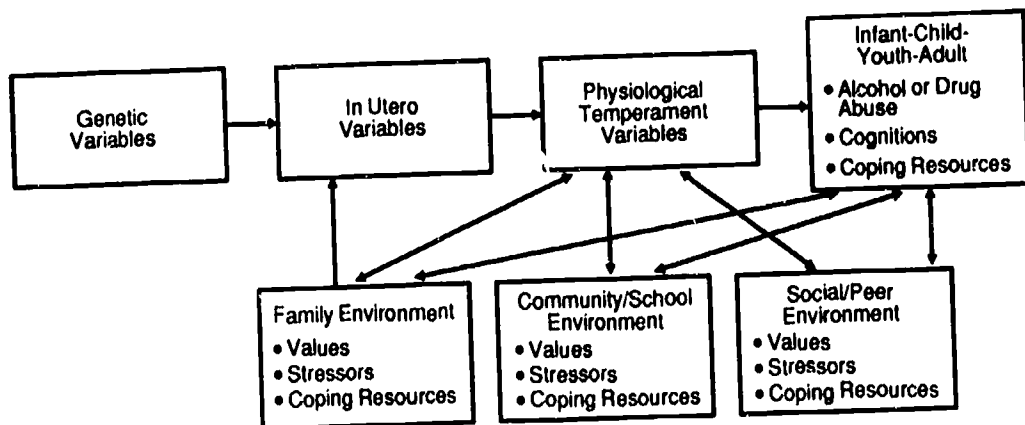 Genetic
Variables
In Utero
Variables
Physiological
Temperament
Variables
Infant-Child-
Youth-Adult
• Alcohol or Drug
Abuse
• Cognitions
• Coping Resources
Family Environment
• Values
• Stressors
• Coping Resources
Community/School
Environment
• Values
• Stressors
• Coping Resources
Social/Peer
Environment
• Values
• Stressors
• Coping Resources